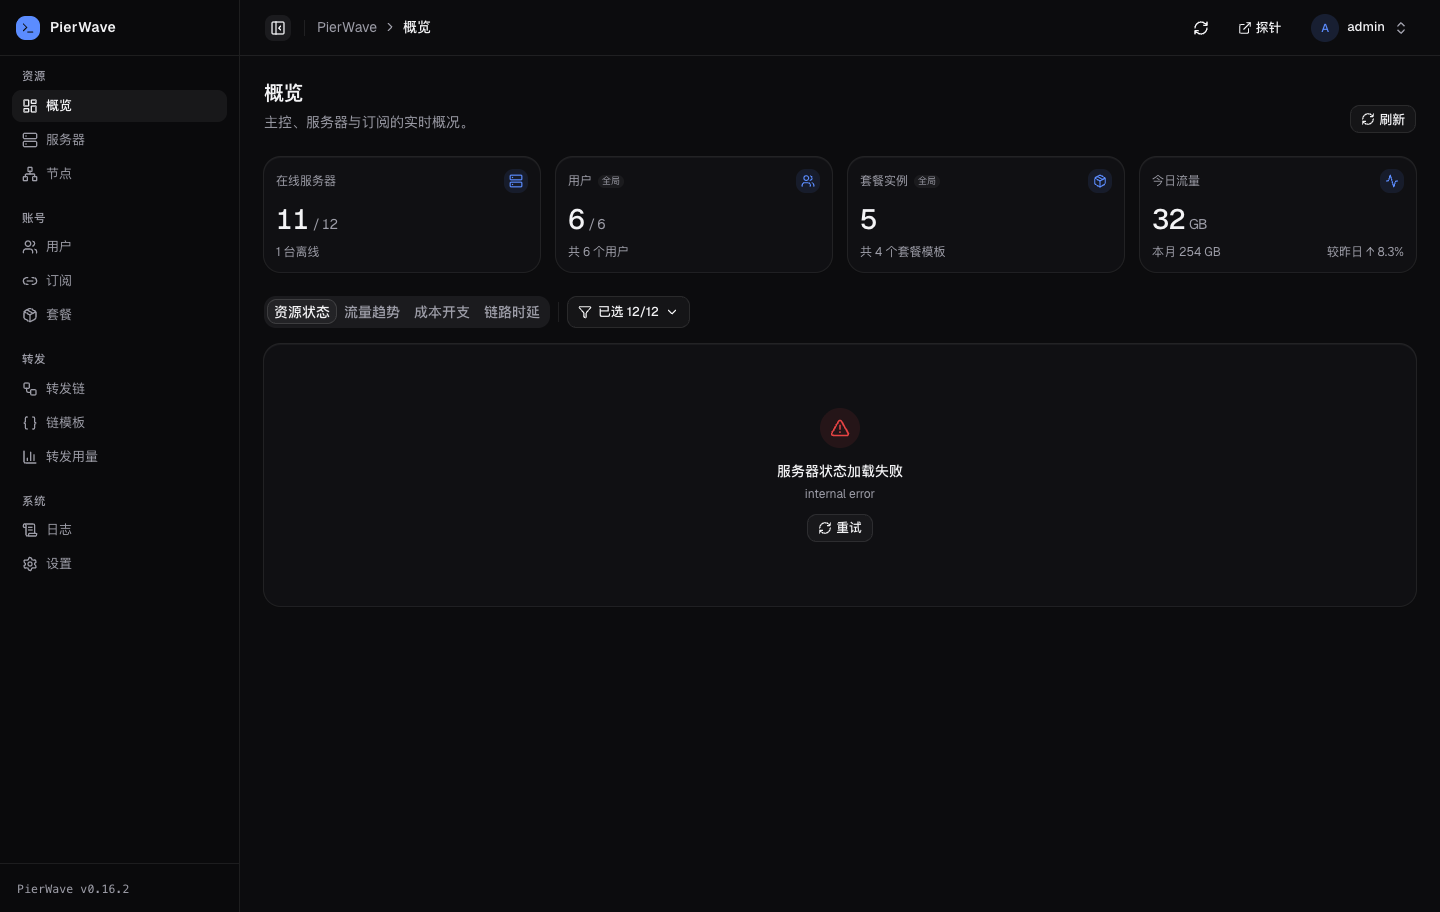 PierWave
PierWave > 概览
探针
A
admin
资源
概览
服务器
节点
账号
用户
订阅
套餐
转发
转发链
链模板
转发用量
系统
日志
设置
PierWave v0.16.2
概览
主控、服务器与订阅的实时概况。
刷新
在线服务器
11 / 12
1 台离线
用户 全局
6 / 6
共 6 个用户
套餐实例 全局
5
共 4 个套餐模板
今日流量
32 GB
本月 254 GB
较昨日 ↑ 8.3%
资源状态 流量趋势 成本开支 链路时延
已选 12/12
服务器状态加载失败
internal error
重试